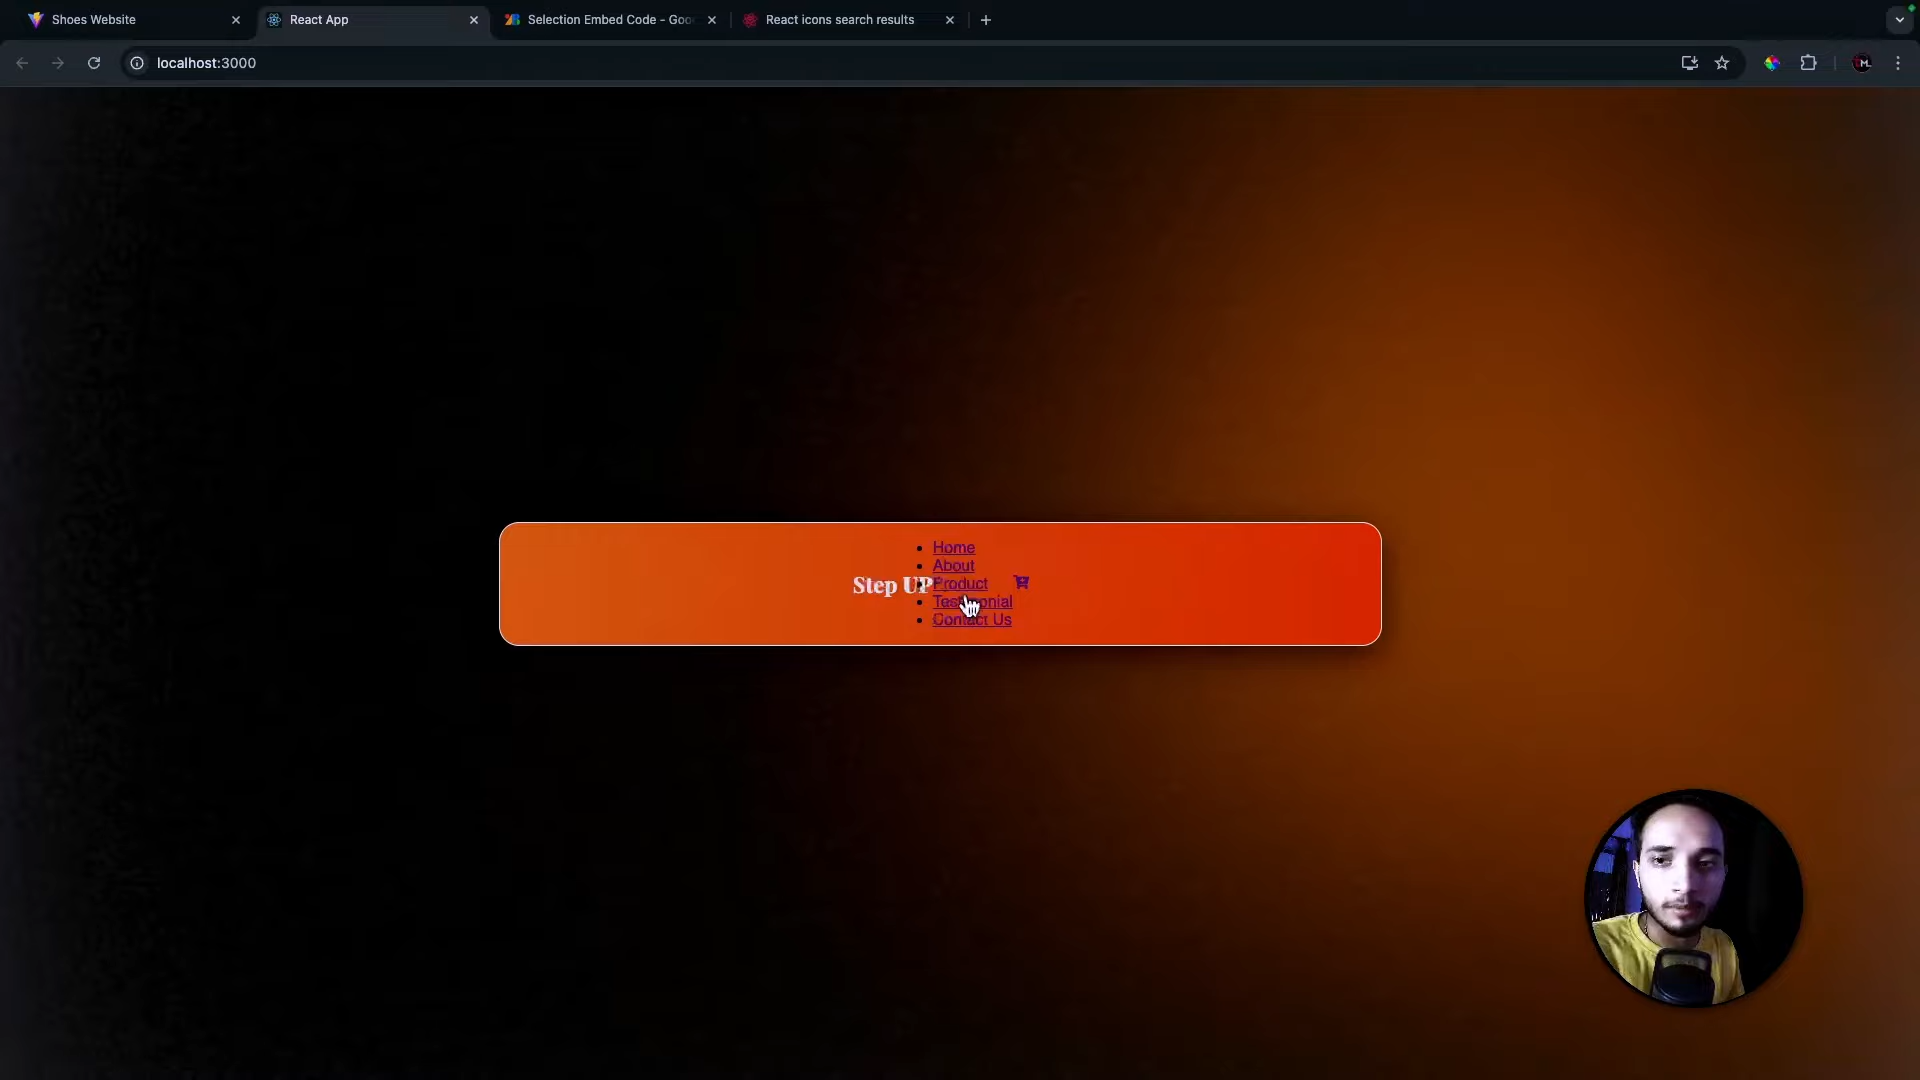 Shoes Website
React App
Selection Embed Code - Goo
React icons search results
localhost:3000
Home
About
Step UP
Product
Testimonial
Contact Us